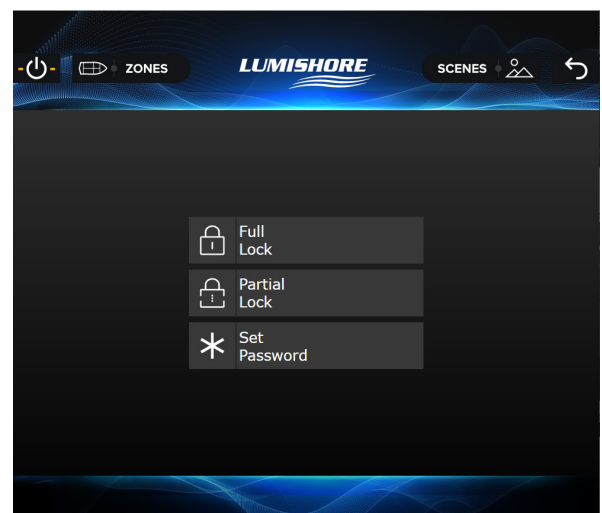 ZONES
LUMISHORE
SCENES
Full
Lock
Partial
Lock
Set
Password